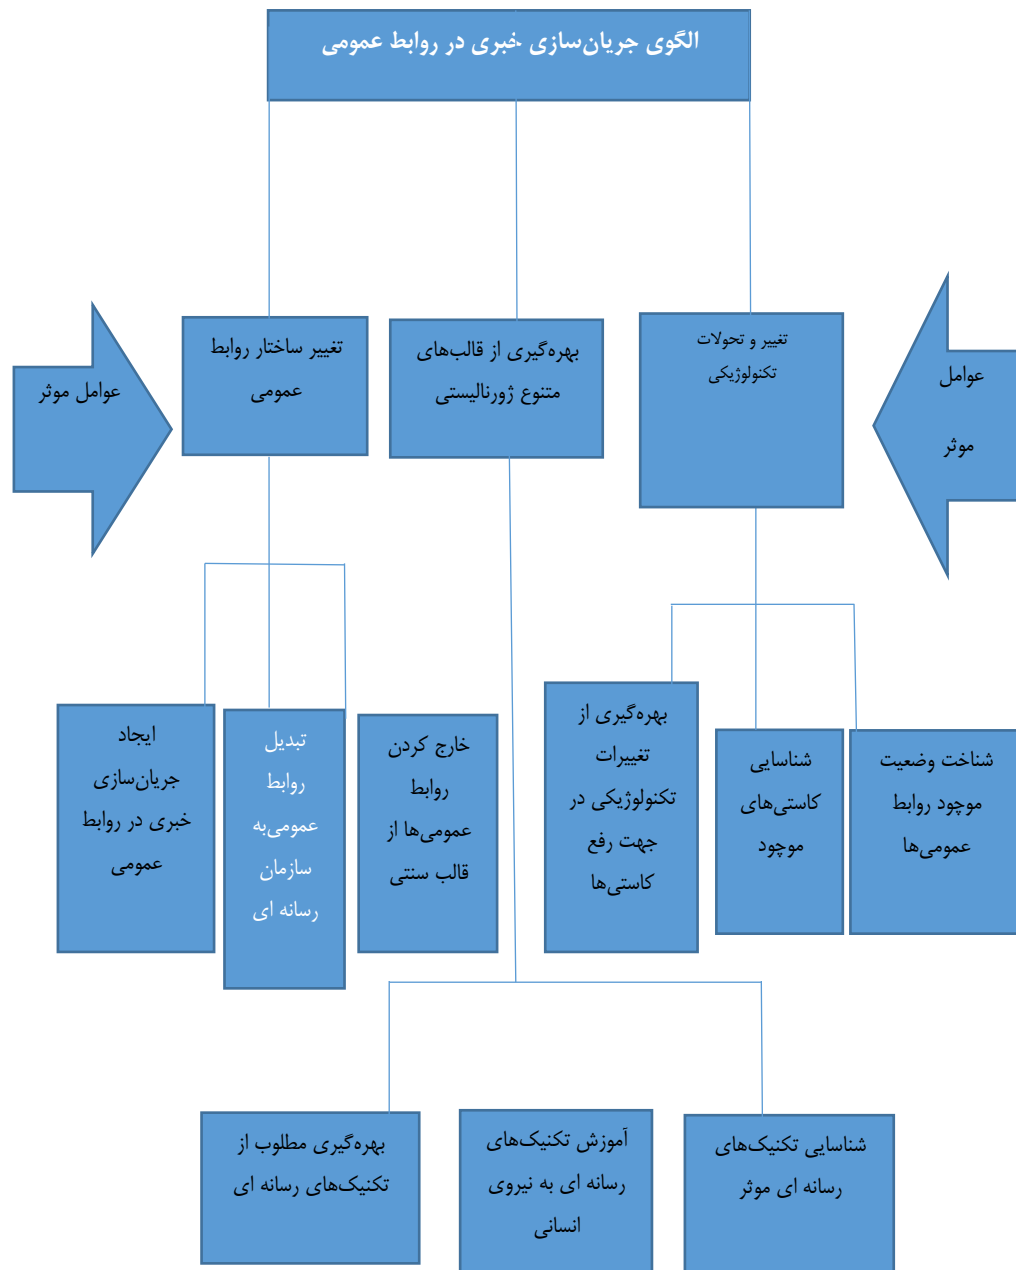 الگوی جریان‌سازی خبری در روابط عمومی
تغییر و تحولات
تکنولوژیکی
بهره‌گیری از قالب‌های
متنوع ژورنالیستی
تغییر ساختار روابط
عمومی
عوامل
موثر
عوامل موثر
شناخت وضعیت
موجود روابط
عمومی‌ها
شناسایی
کاستی‌های
موجود
بهره‌گیری از
تغییرات
تکنولوژیکی در
جهت رفع
کاستی‌ها
خارج کردن
روابط
عمومی‌ها از
قالب سنتی
تبدیل
روابط
عمومی‌به
سازمان
رسانه ای
ایجاد
جریان‌سازی
خبری در روابط
عمومی
شناسایی تکنیک‌های
رسانه ای موثر
آموزش تکنیک‌های
رسانه ای به نیروی
انسانی
بهره‌گیری مطلوب از
تکنیک‌های رسانه ای